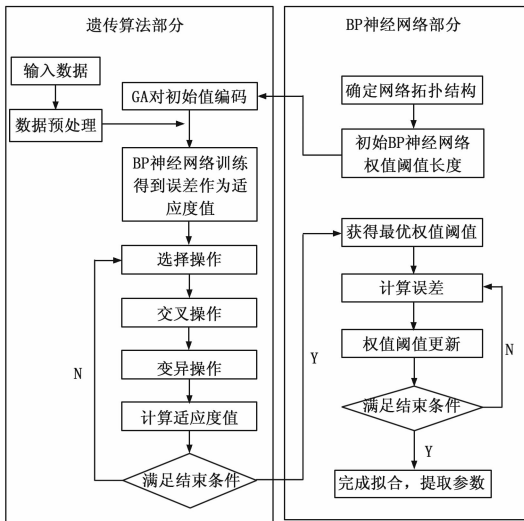 遗传算法部分
输入数据
数据预处理
GA对初始值编码
BP神经网络训练
得到误差作为适
应度值
选择操作
交叉操作
变异操作
计算适应度值
满足结束条件
N
Y
BP神经网络部分
确定网络拓扑结构
初始BP神经网络
权值阈值长度
获得最优权值阈值
计算误差
权值阈值更新
满足结束条件
N
Y
完成拟合，提取参数